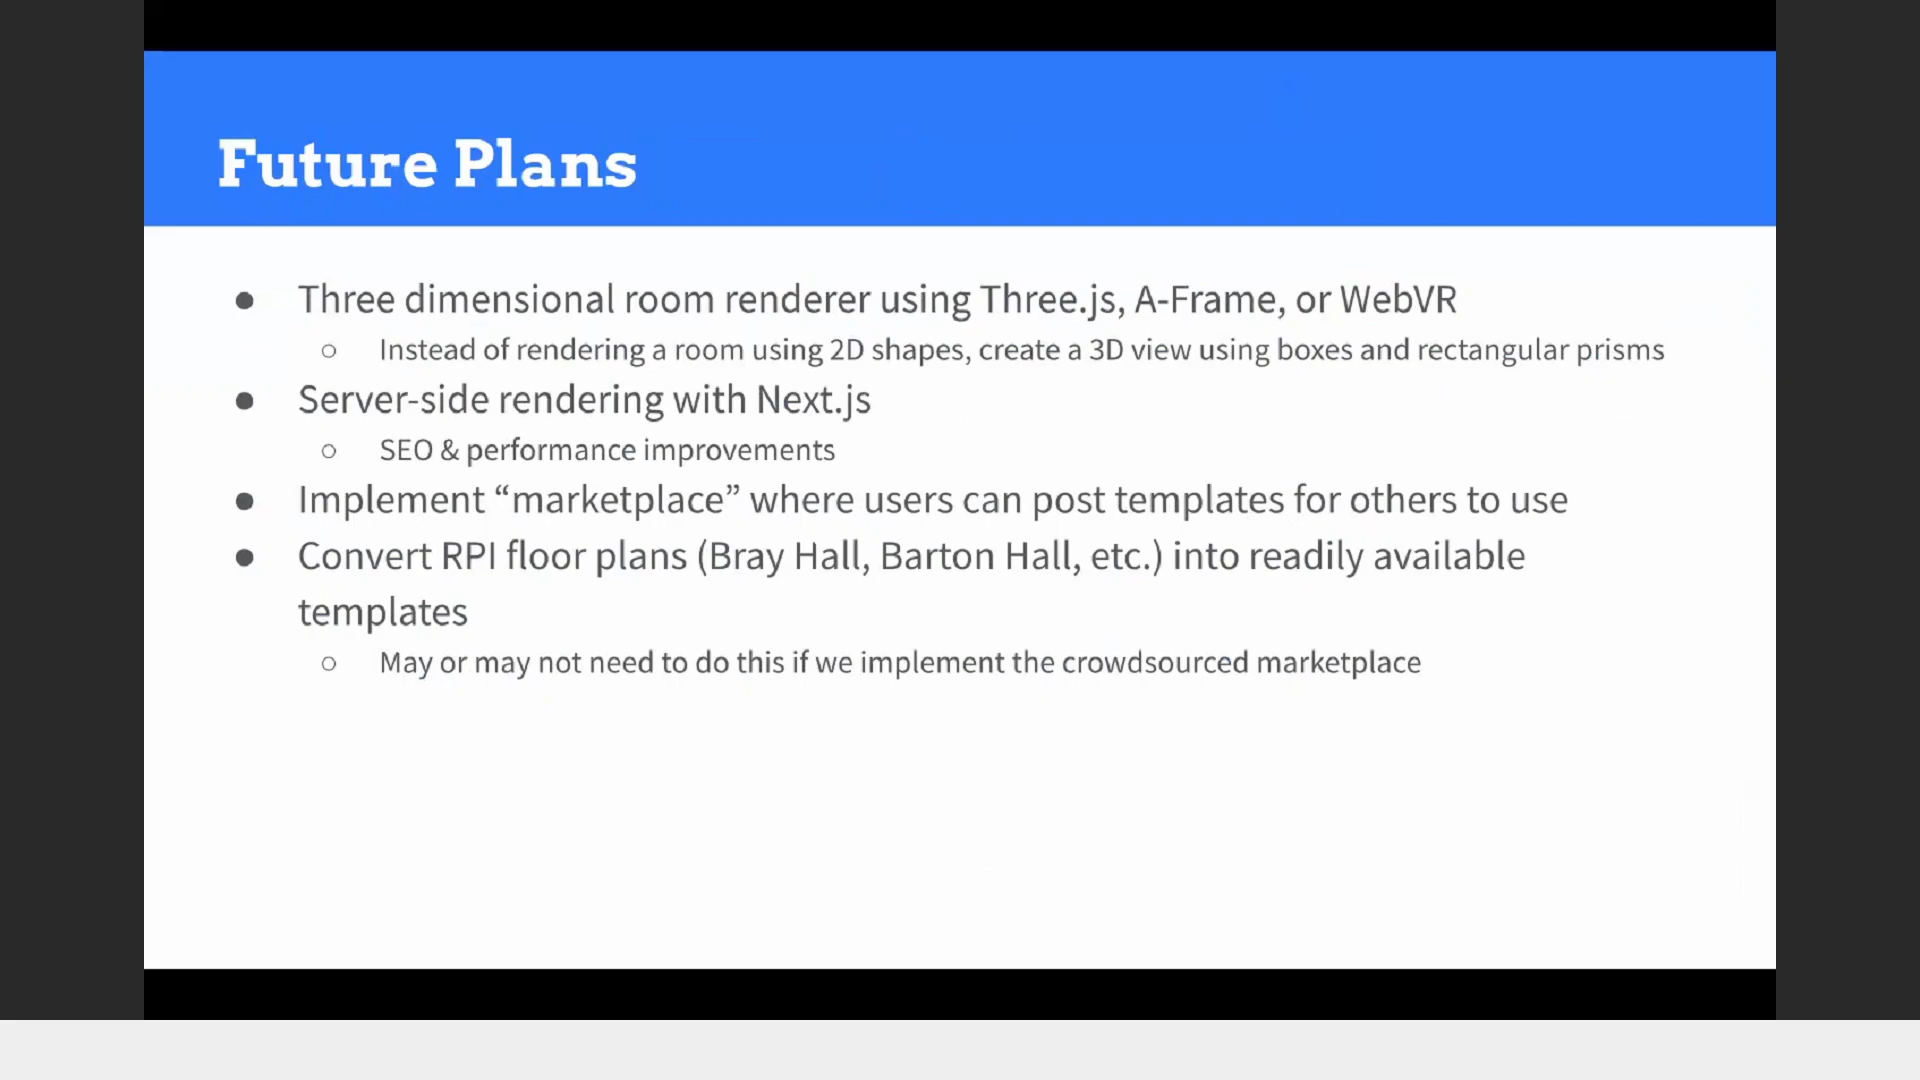 Future Plans
● Three dimensional room renderer using Three.js, A-Frame, or WebVR
○ Instead of rendering a room using 2D shapes, create a 3D view using boxes and rectangular prisms
● Server-side rendering with Next.js
○ SEO & performance improvements
● Implement “marketplace” where users can post templates for others to use
● Convert RPI floor plans (Bray Hall, Barton Hall, etc.) into readily available
templates
○ May or may not need to do this if we implement the crowdsourced marketplace